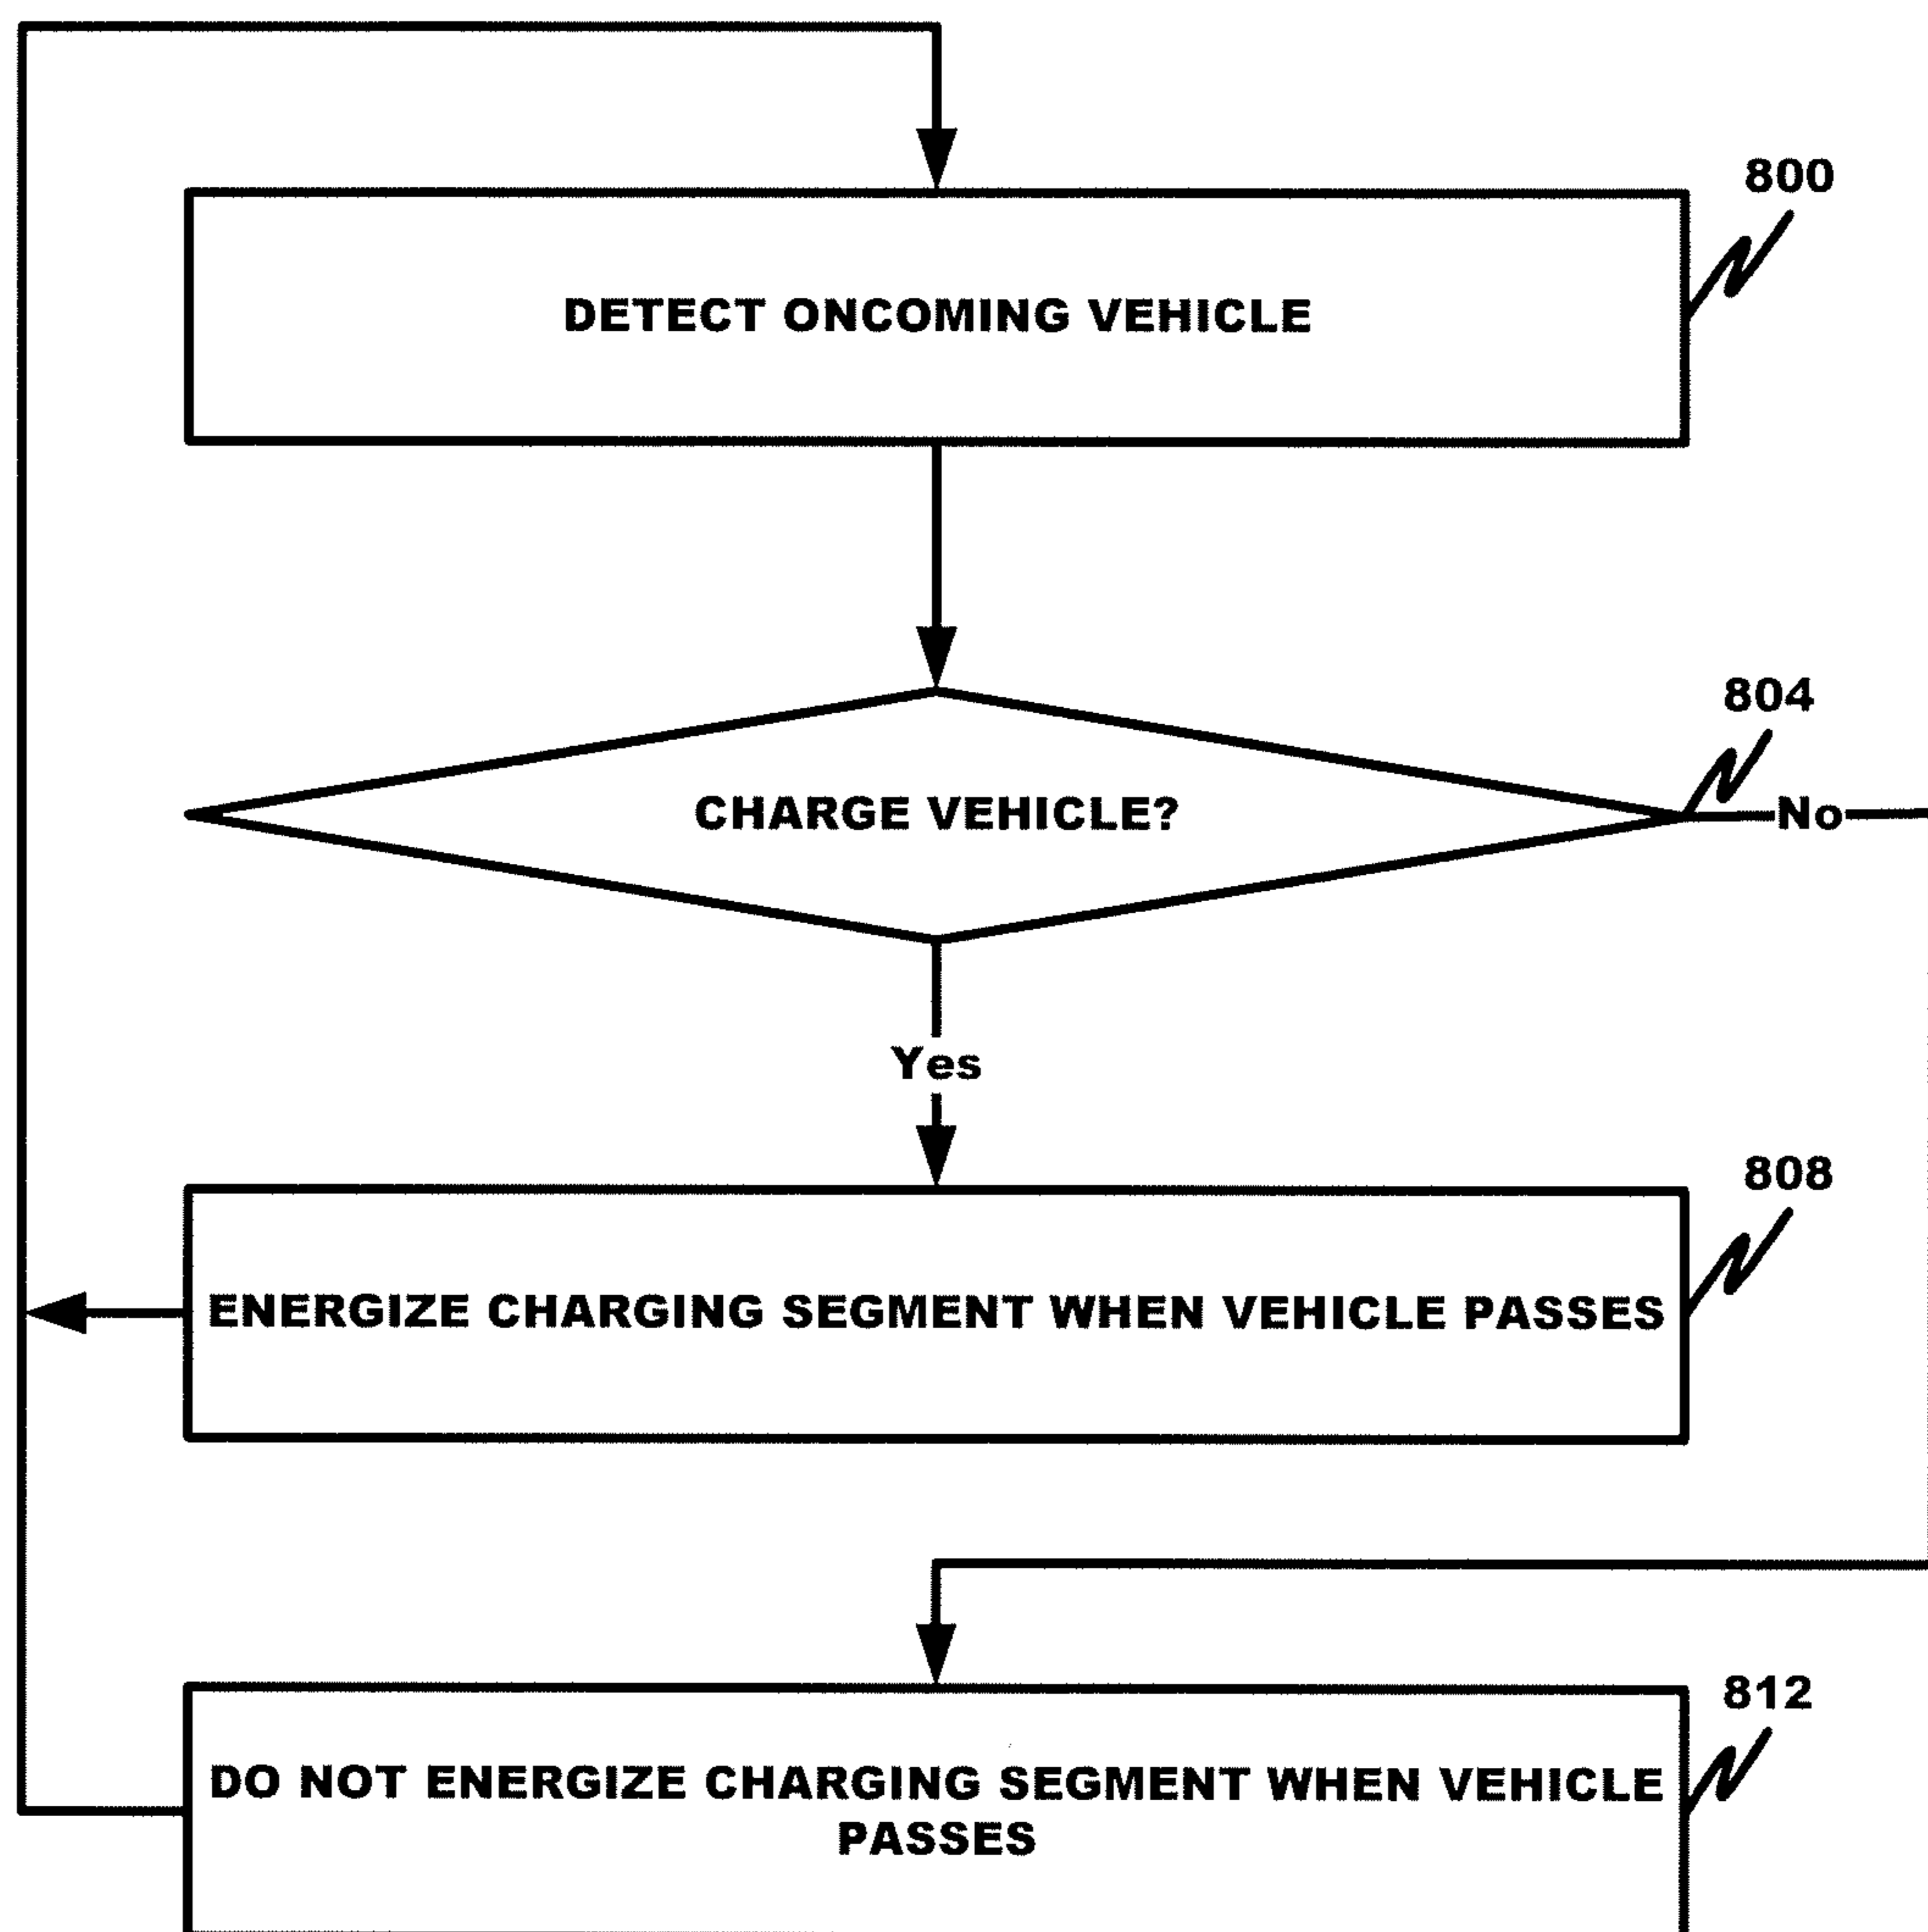 800
DETECT ONCOMING VEHICLE
804
CHARGE VEHICLE?
No
Yes
808
ENERGIZE CHARGING SEGMENT WHEN VEHICLE PASSES
812
DO NOT ENERGIZE CHARGING SEGMENT WHEN VEHICLE
PASSES